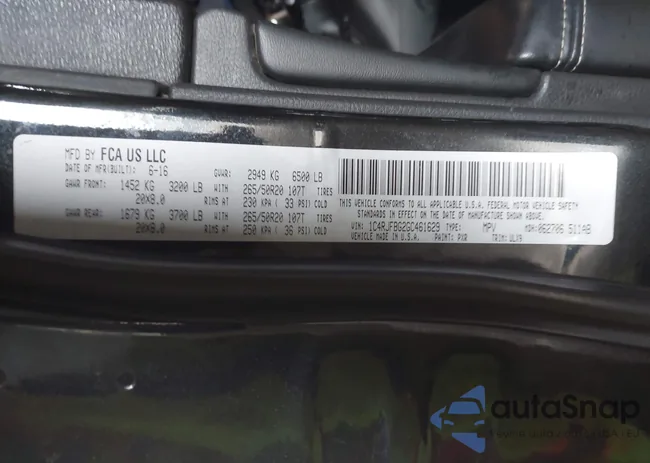 MFD BY FCA US LLC
DATE OF MFR(BUILT): 6-16 GVWR: 2949 KG 6500 LB
GAWR FRONT: 1452 KG 3200 LB WITH 265/50R20 107T TIRES
20X8.0 RIMS AT 230 KPA ( 33 PSI) COLD
GAWR REAR: 1679 KG 3700 LB WITH 265/50R20 107T TIRES
20X8.0 RIMS AT 250 KPA ( 36 PSI) COLD
THIS VEHICLE CONFORMS TO ALL APPLICABLE U.S.A. FEDERAL MOTOR VEHICLE SAFETY
STANDARDS IN EFFECT ON THE DATE OF MANUFACTURE SHOWN ABOVE.
VIN: 1C4RJFBG2GC461629 TYPE: MPV MDH:062706 511AB
VEHICLE MADE IN U.S.A. PAINT: PXR TRIM:
autoSnap